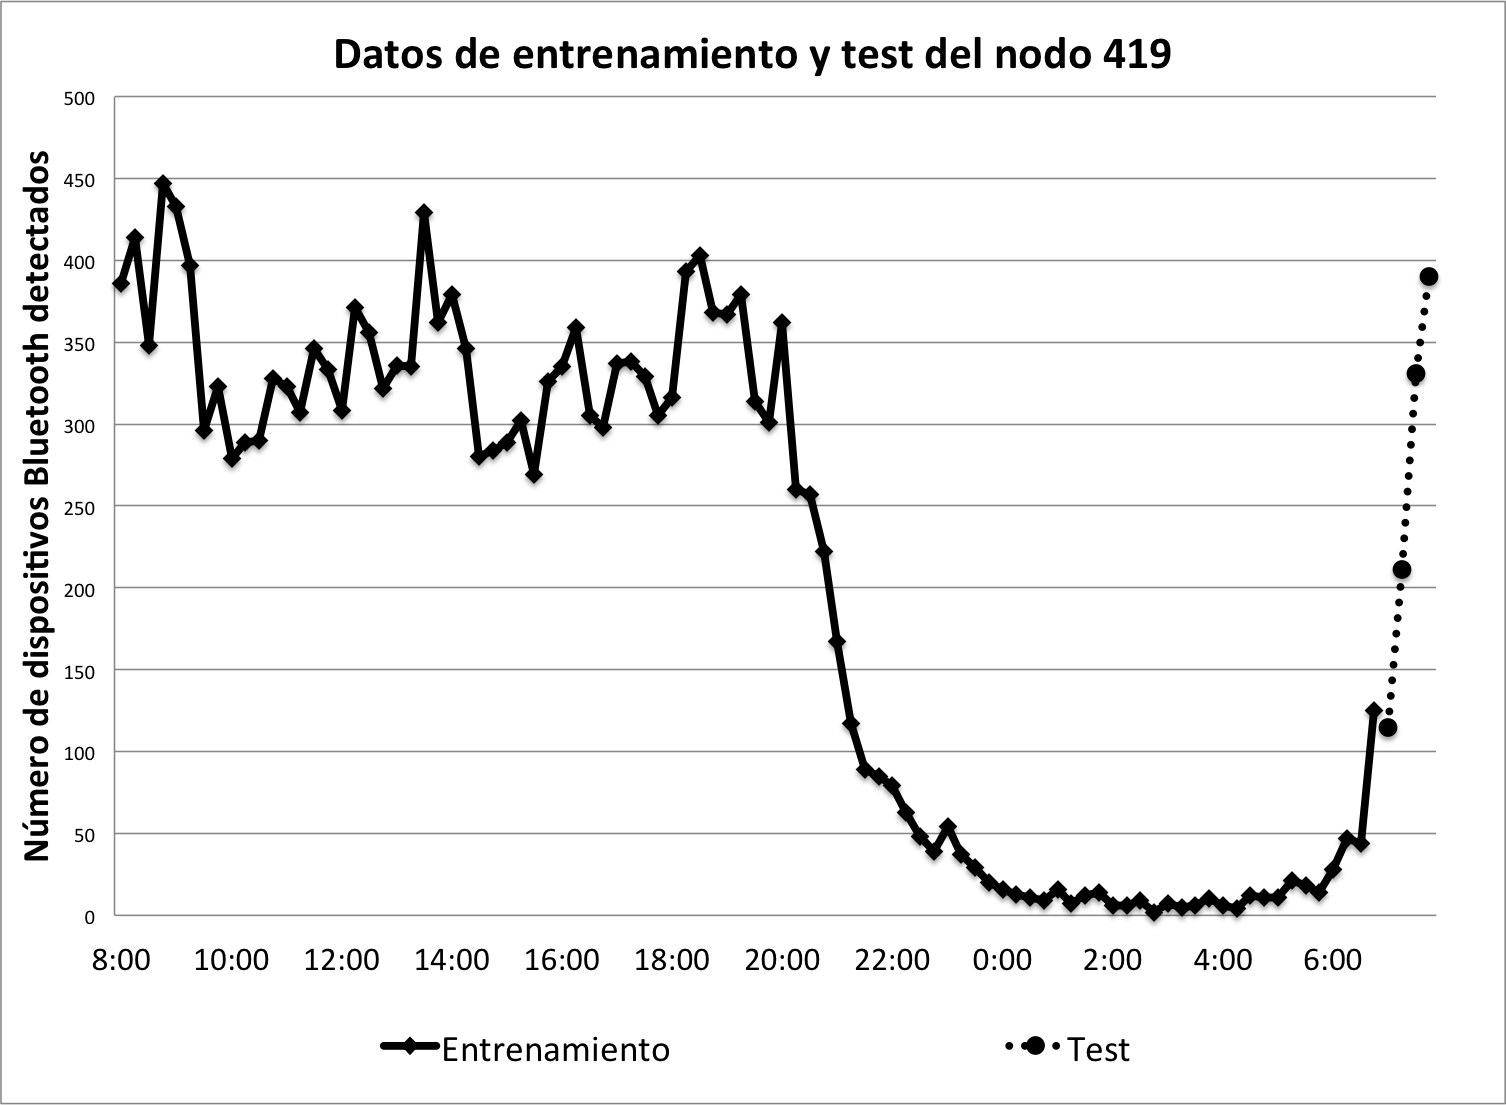 Datos de entrenamiento y test del nodo 419
Número de dispositivos Bluetooth detectados
500
450
400
350
300
250
200
150
100
50
0
8:00 10:00 12:00 14:00 16:00 18:00 20:00 22:00 0:00 2:00 4:00 6:00
Entrenamiento Test